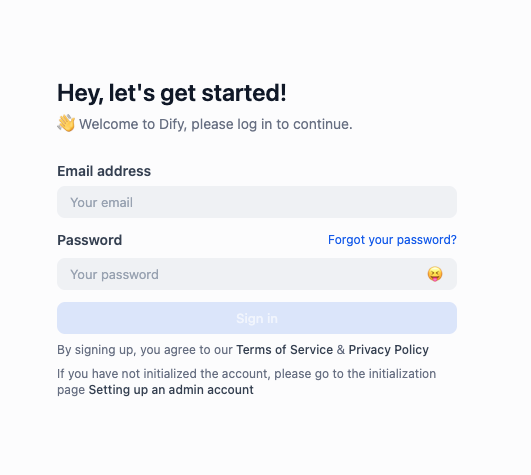 Hey, let's get started!
👋 Welcome to Dify, please log in to continue.
Email address
Your email
Password Forgot your password?
Your password 😝
Sign in
By signing up, you agree to our Terms of Service & Privacy Policy
If you have not initialized the account, please go to the initialization
page Setting up an admin account